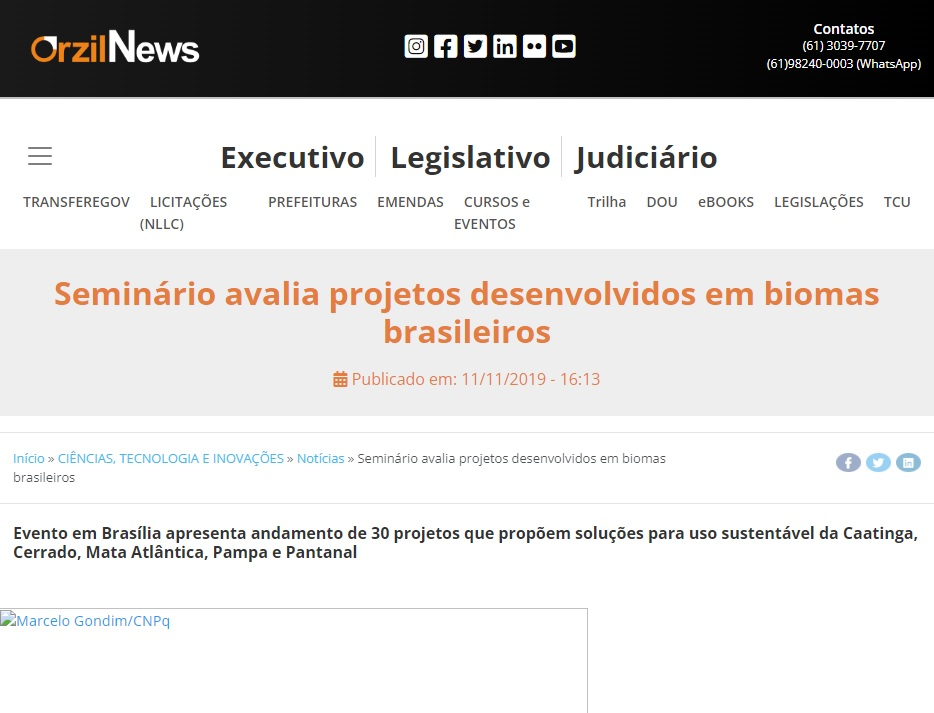 OrzilNews
Contatos
(61) 3039-7707
(61)98240-0003 (WhatsApp)
Executivo
Legislativo
Judiciário
TRANSFEREGOV
LICITAÇÕES
(NLLC)
PREFEITURAS
EMENDAS
CURSOS e
EVENTOS
Trilha
DOU
eBOOKS
LEGISLAÇÕES
TCU
Seminário avalia projetos desenvolvidos em biomas
brasileiros
Publicado em: 11/11/2019 - 16:13
Início » CIÊNCIAS, TECNOLOGIA E INOVAÇÕES » Notícias » Seminário avalia projetos desenvolvidos em biomas
brasileiros
Evento em Brasília apresenta andamento de 30 projetos que propõem soluções para uso sustentável da Caatinga,
Cerrado, Mata Atlântica, Pampa e Pantanal
Marcelo Gondim/CNPq